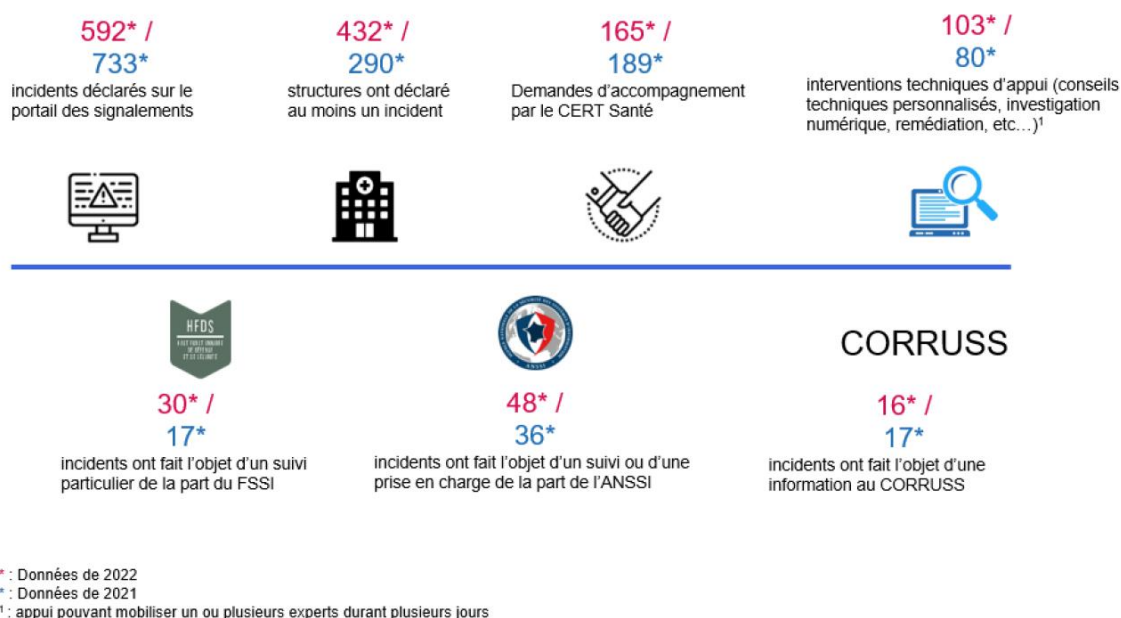 592* /
733*
incidents déclarés sur le
portail des signalements
432* /
290*
structures ont déclaré
au moins un incident
165* /
189*
Demandes d'accompagnement
par le CERT Santé
103* /
80*
interventions techniques d'appui (conseils
techniques personnalisés, investigation
numérique, remédiation, etc…)¹
HFDS
ANSSI
CORRUSS
30* /
17*
incidents ont fait l'objet d'un suivi
particulier de la part du FSSI
48* /
36*
incidents ont fait l'objet d'un suivi ou d'une
prise en charge de la part de l'ANSSI
16* /
17*
incidents ont fait l'objet d'une
information au CORRUSS
* : Données de 2022
* : Données de 2021
¹ : appui pouvant mobiliser un ou plusieurs experts durant plusieurs jours